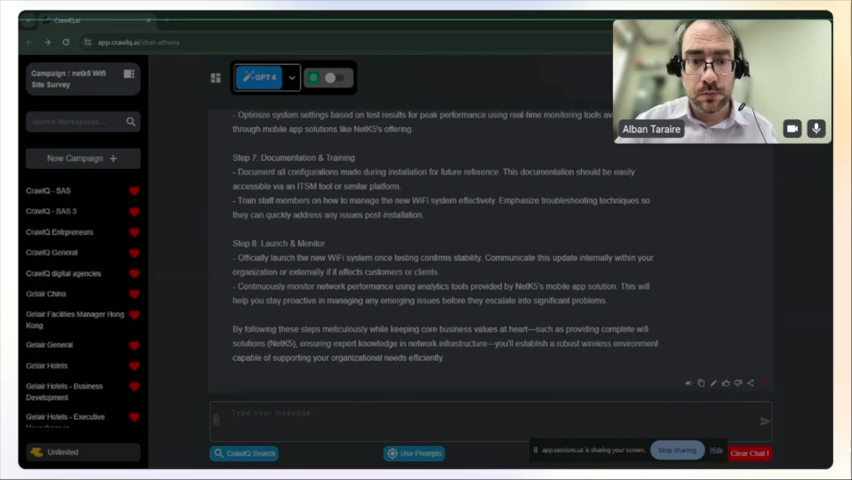 CrawlQ.ai
app.crawlq.ai/chat-athena
Campaign : netk5 Wifi
Site Survey
Search Workspaces...
New Campaign +
CrawlQ - SAS
CrawlQ - SAS 3
CrawlQ Entrpreneurs
CrawlQ General
CrawlQ digital agencies
Gelair China
Gelair Facilities Manager Hong
Kong
Gelair General
Gelair Hotels
Gelair Hotels - Business
Development
Gelair Hotels - Executive
Unlimited
GPT 4
- Optimize system settings based on test results for peak performance using real-time monitoring tools
through mobile app solutions like NetK5's offering.
Step 7: Documentation & Training
- Document all configurations made during installation for future reference. This documentation should be easily
accessible via an ITSM tool or similar platform.
- Train staff members on how to manage the new WiFi system effectively. Emphasize troubleshooting techniques so
they can quickly address any issues post-installation.
Step 8: Launch & Monitor
- Officially launch the new WiFi system once testing confirms stability. Communicate this update internally within your
organization or externally if it affects customers or clients.
- Continuously monitor network performance using analytics tools provided by NetK5's mobile app solution. This will
help you stay proactive in managing any emerging issues before they escalate into significant problems.
By following these steps meticulously while keeping core business values at heart—such as providing complete wifi
solutions (NetK5), ensuring expert knowledge in network infrastructure—you'll establish a robust wireless environment
capable of supporting your organizational needs efficiently.
Type your message...
CrawlQ Search
Use Prompts
app.sessions.us is sharing your screen.
Stop sharing
Hide
Clear Chat !
Alban Taraire